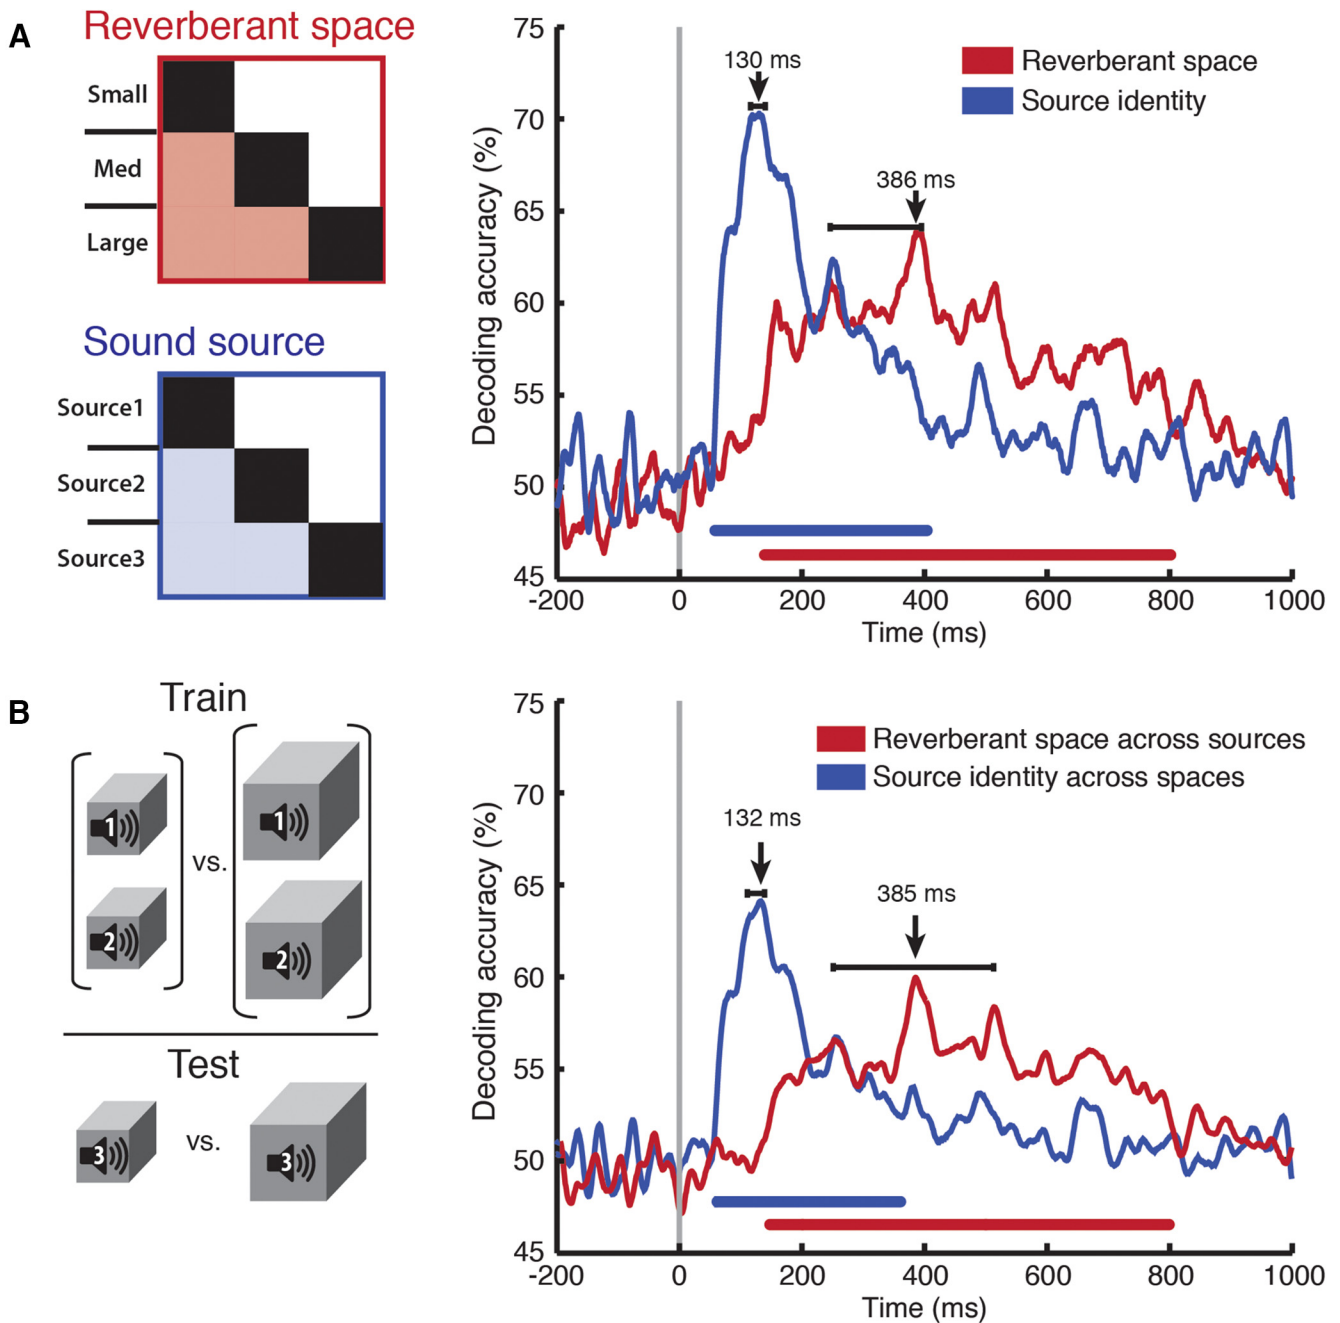 A
Reverberant space
Small
Med
Large
Sound source
Source1
Source2
Source3
75
70
65
60
55
50
45
Decoding accuracy (%)
130 ms
386 ms
Reverberant space
Source identity
-200 0 200 400 600 800 1000
Time (ms)
B
Train
1
1
vs.
2
2
Test
3
vs.
3
75
70
65
60
55
50
45
Decoding accuracy (%)
132 ms
385 ms
Reverberant space across sources
Source identity across spaces
-200 0 200 400 600 800 1000
Time (ms)